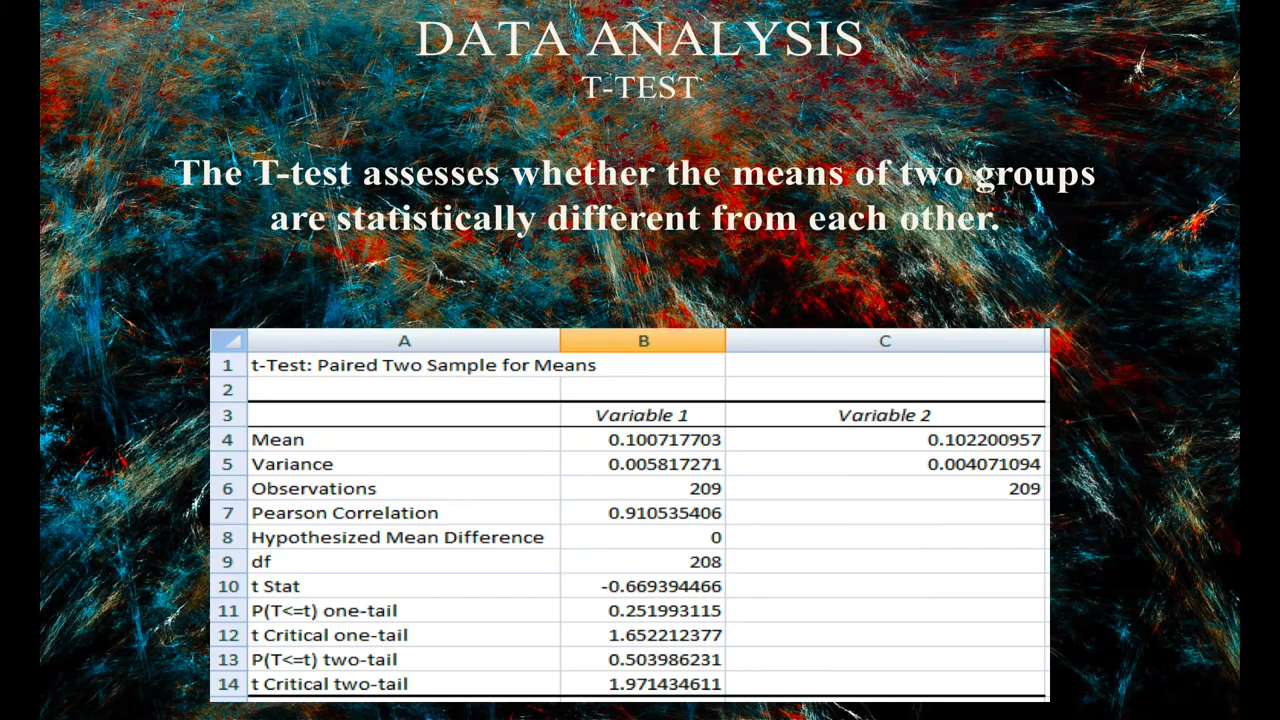 DATA ANALYSIS
T-TEST
The T-test assesses whether the means of two groups
are statistically different from each other.
A B C
1 t-Test: Paired Two Sample for Means
2
3 Variable 1 Variable 2
4 Mean 0.100717703 0.102200957
5 Variance 0.005817271 0.004071094
6 Observations 209 209
7 Pearson Correlation 0.910535406
8 Hypothesized Mean Difference 0
9 df 208
10 t Stat -0.669394466
11 P(T<=t) one-tail 0.251993115
12 t Critical one-tail 1.652212377
13 P(T<=t) two-tail 0.503986231
14 t Critical two-tail 1.971434611